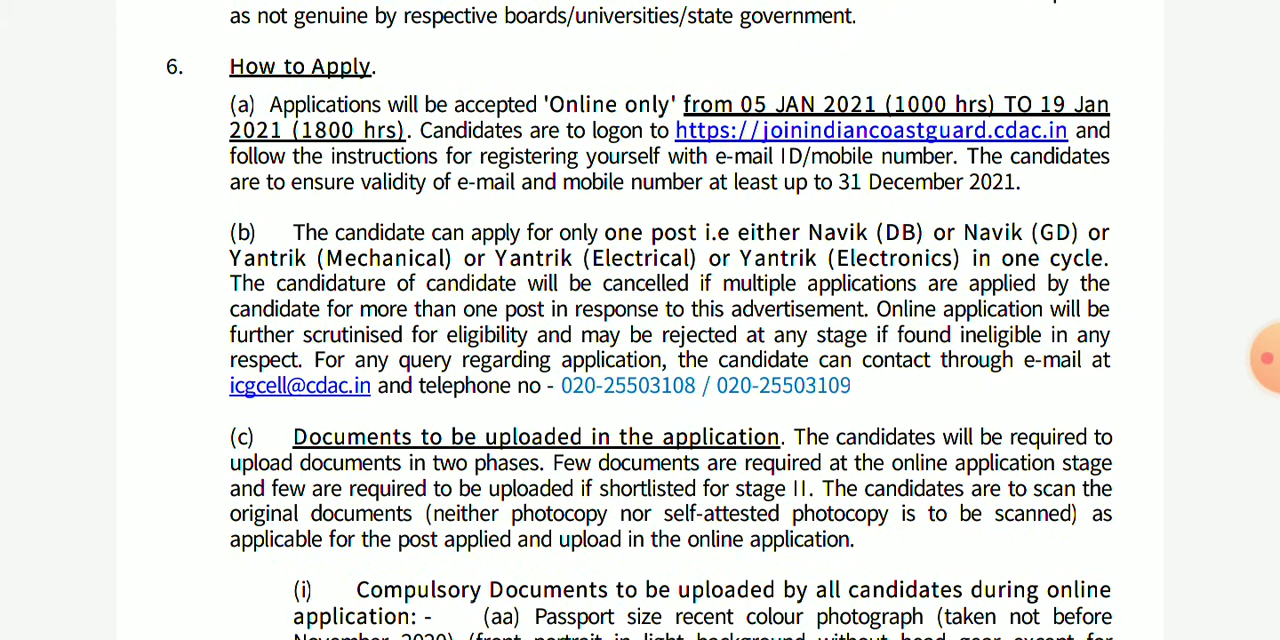 as not genuine by respective boards/universities/state government.
6. How to Apply.
(a) Applications will be accepted 'Online only' from 05 JAN 2021 (1000 hrs) TO 19 Jan
2021 (1800 hrs). Candidates are to logon to https://joinindiancoastguard.cdac.in and
follow the instructions for registering yourself with e-mail ID/mobile number. The candidates
are to ensure validity of e-mail and mobile number at least up to 31 December 2021.
(b) The candidate can apply for only one post i.e either Navik (DB) or Navik (GD) or
Yantrik (Mechanical) or Yantrik (Electrical) or Yantrik (Electronics) in one cycle.
The candidature of candidate will be cancelled if multiple applications are applied by the
candidate for more than one post in response to this advertisement. Online application will be
further scrutinised for eligibility and may be rejected at any stage if found ineligible in any
respect. For any query regarding application, the candidate can contact through e-mail at
icgcell@cdac.in and telephone no - 020-25503108 / 020-25503109
(c) Documents to be uploaded in the application. The candidates will be required to
upload documents in two phases. Few documents are required at the online application stage
and few are required to be uploaded if shortlisted for stage II. The candidates are to scan the
original documents (neither photocopy nor self-attested photocopy is to be scanned) as
applicable for the post applied and upload in the online application.
(i) Compulsory Documents to be uploaded by all candidates during online
application: - (aa) Passport size recent colour photograph (taken not before
November 2020) (front portrait in light background without head gear except for